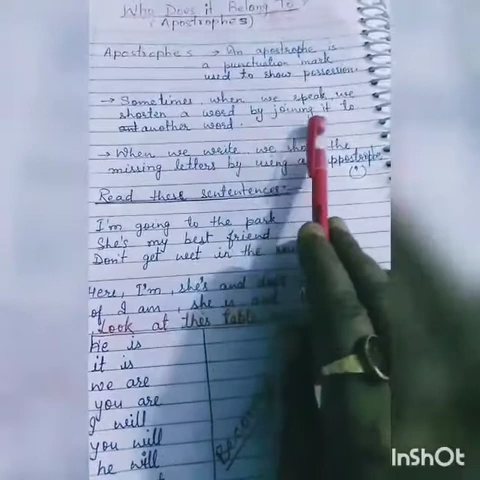 Who Does it Belong To?
(Apostrophes)
Apostrophes → An apostrophe is
a punctuation mark
used to show possession.
→ Sometimes when we speak we
shorten a word by joining it to
another word.
→ When we write we the
missing letters by using
Read these sentences:
I'm going to the park
She's my best friend
Don't get wet in the
Here, I'm, she's and
of I am, she is and
Look at this table
He is
it is
we are
you are
I will
you will
he will
Become
InShOt